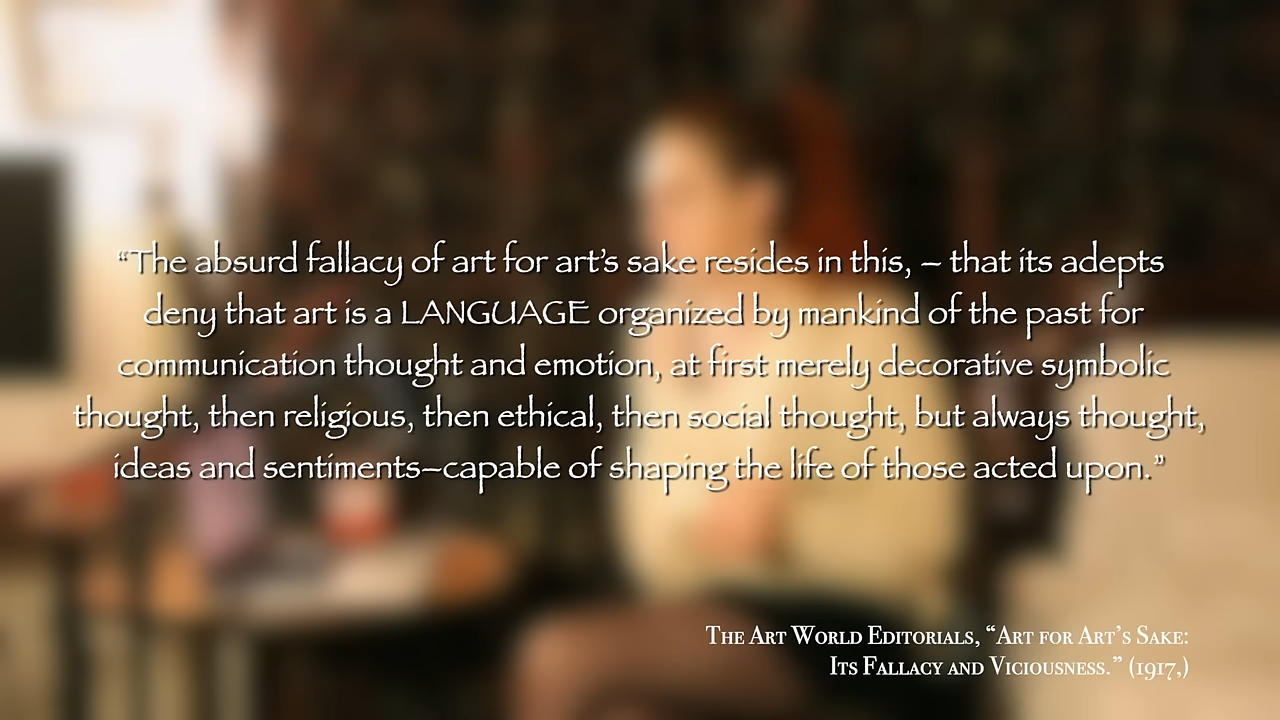 “The absurd fallacy of art for art’s sake resides in this, – that its adepts
deny that art is a LANGUAGE organized by mankind of the past for
communication thought and emotion, at first merely decorative symbolic
thought, then religious, then ethical, then social thought, but always thought,
ideas and sentiments–capable of shaping the life of those acted upon.”
The Art World Editorials, “Art for Art’s Sake:
Its Fallacy and Viciousness.” (1917,)